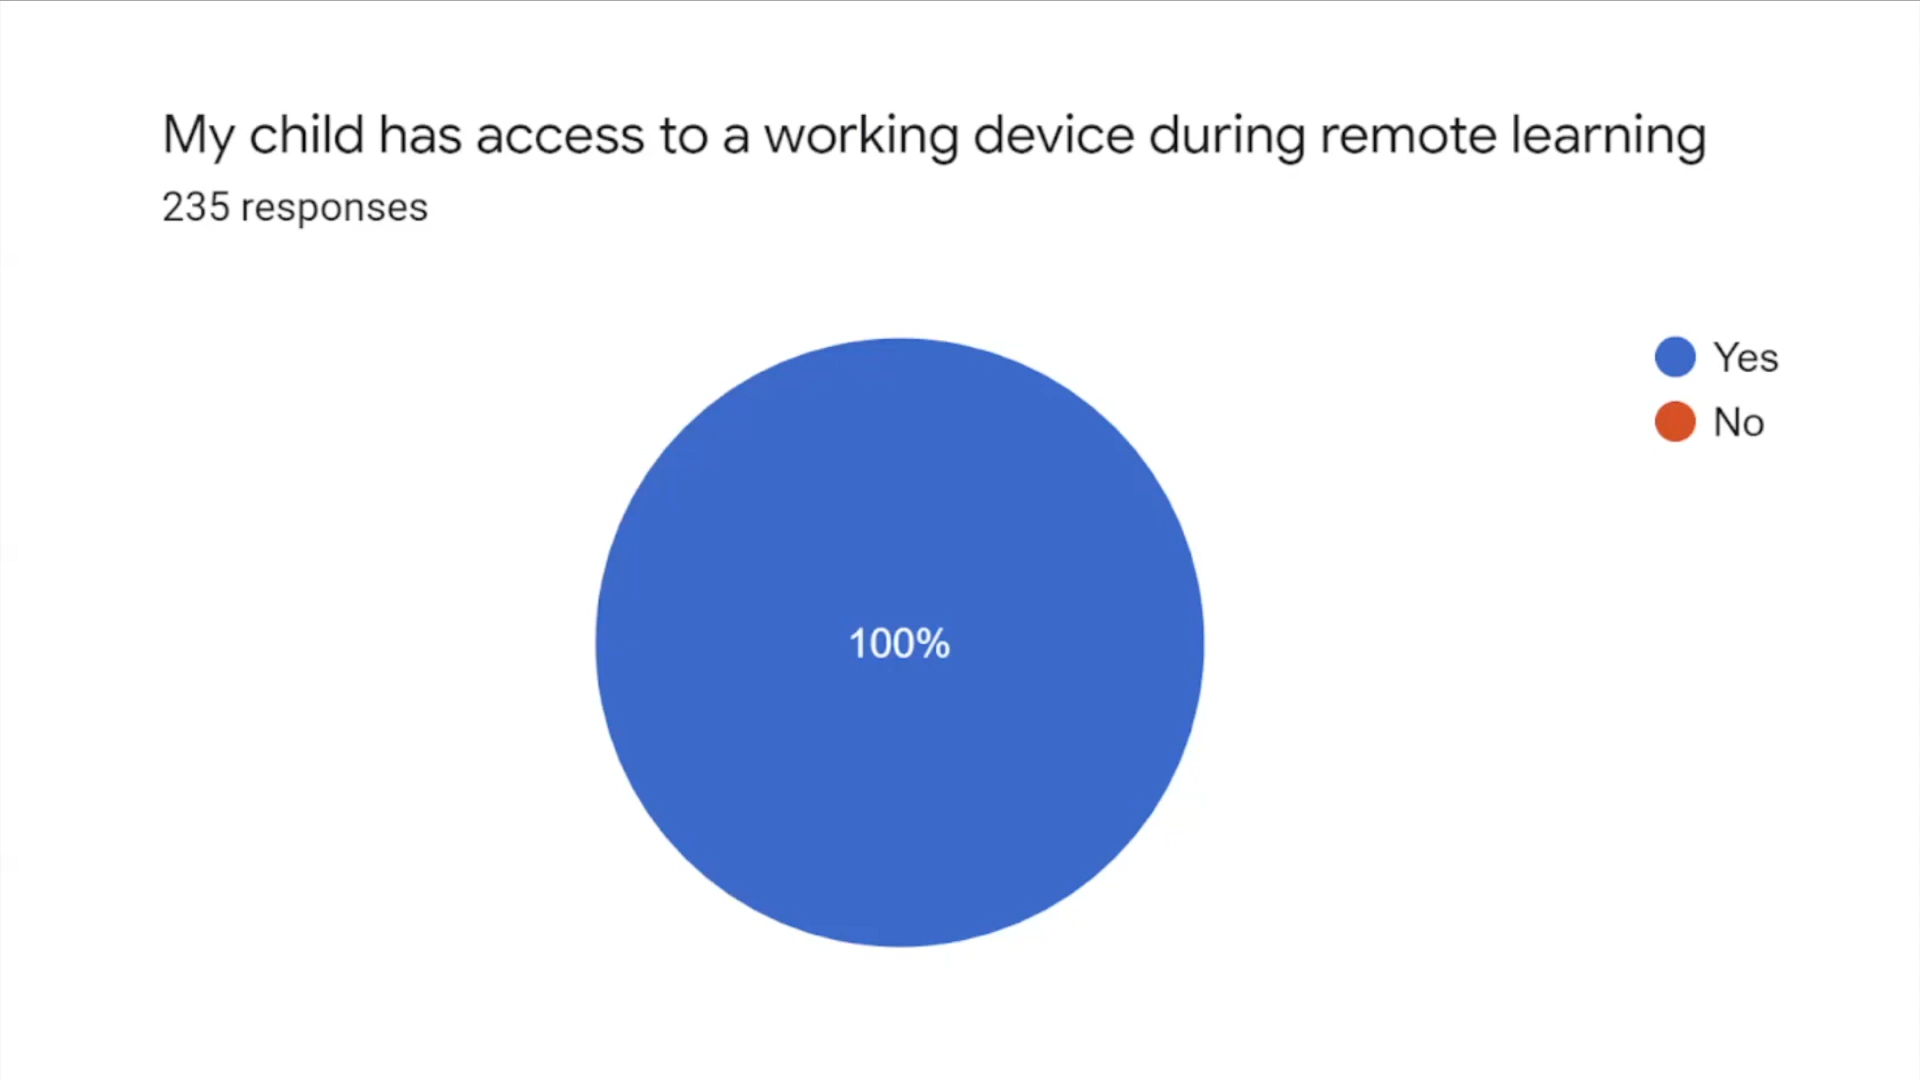 My child has access to a working device during remote learning
235 responses
Yes
No
100%